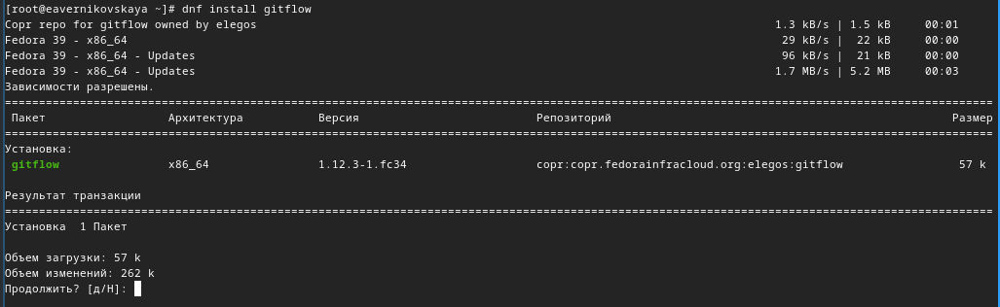 [root@eavernikovskaya ~]# dnf install gitflow
Copr repo for gitflow owned by elegos 1.3 kB/s | 1.5 kB 00:01
Fedora 39 - x86_64 29 kB/s | 22 kB 00:00
Fedora 39 - x86_64 - Updates 96 kB/s | 21 kB 00:00
Fedora 39 - x86_64 - Updates 1.7 MB/s | 5.2 MB 00:03
Зависимости разрешены.
================================================================================
Пакет Архитектура Версия Репозиторий Размер
================================================================================
Установка:
gitflow x86_64 1.12.3-1.fc34 copr:copr.fedorainfracloud.org:elegos:gitflow 57 k
Результат транзакции
================================================================================
Установка 1 Пакет
Объем загрузки: 57 k
Объем изменений: 262 k
Продолжить? [д/Н]: